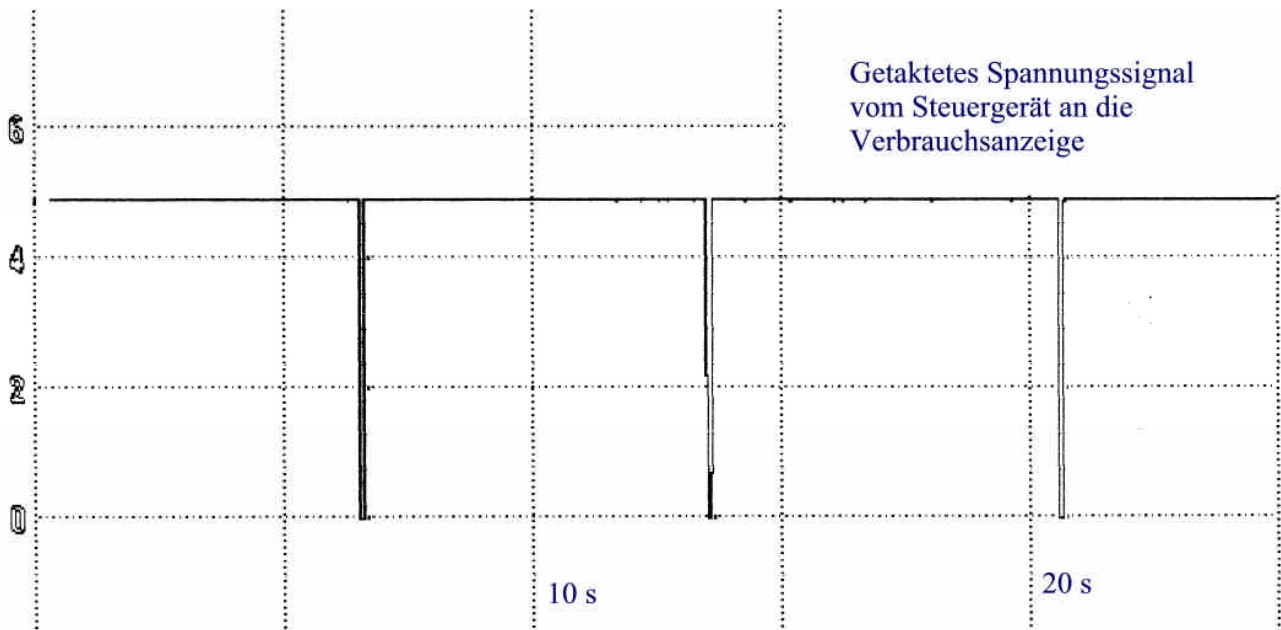 Getaktetes Spannungssignal
vom Steuergerät an die
Verbrauchsanzeige
6
4
2
0
10 s
20 s